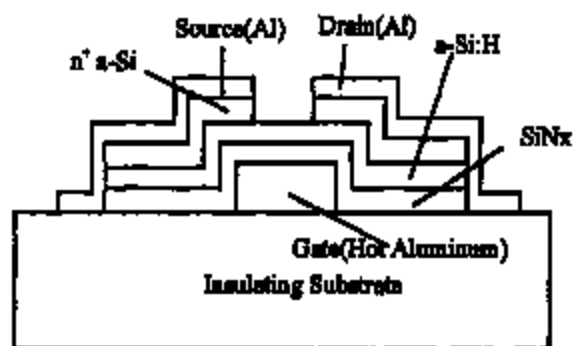 Source(Al)
Drain(Al)
n⁺ a-Si
a-Si:H
SiNx
Gate(Hot Aluminum)
Insulating Substrate